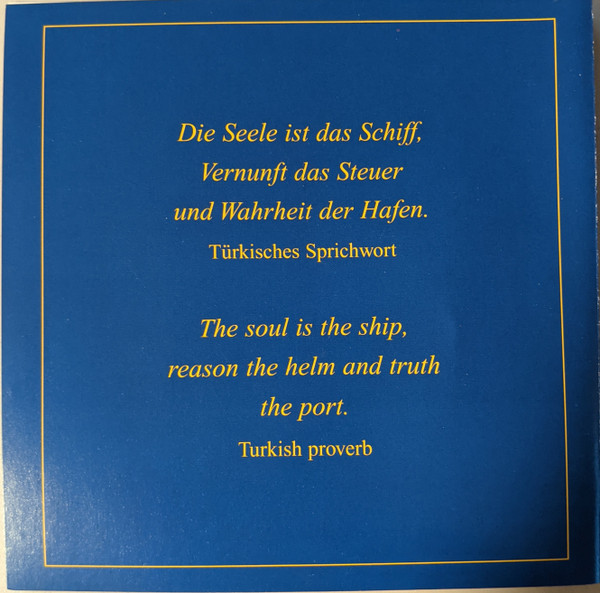 Die Seele ist das Schiff,
Vernunft das Steuer
und Wahrheit der Hafen.
Türkisches Sprichwort
The soul is the ship,
reason the helm and truth
the port.
Turkish proverb